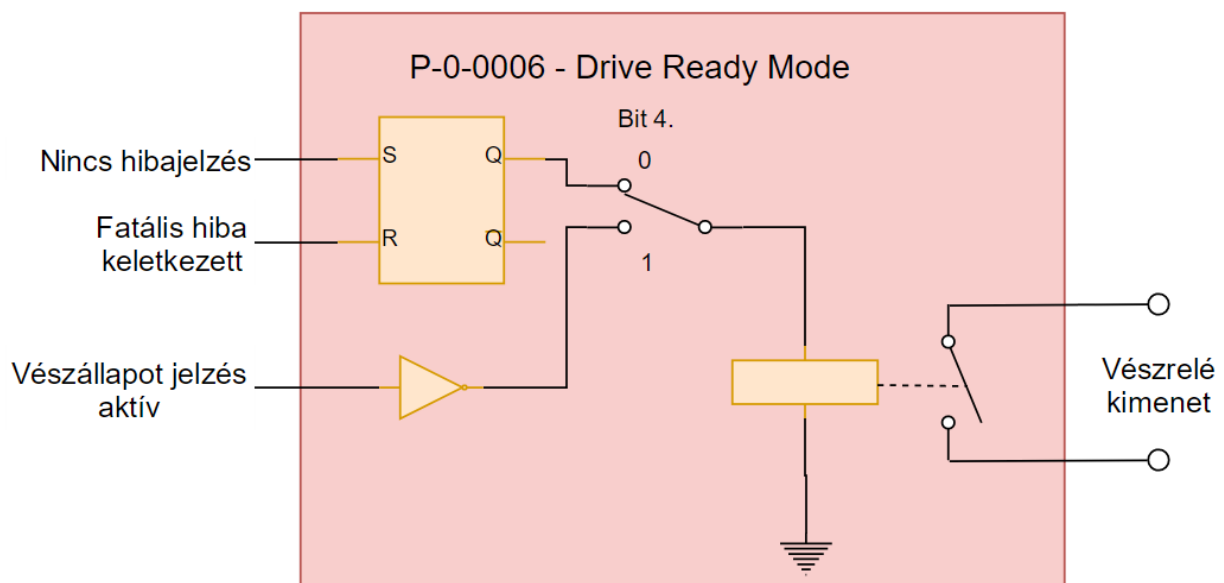 P-0-0006 - Drive Ready Mode
Bit 4.
0
Nincs hibajelzés
S
Q
Fatális hiba
keletkezett
R
Q̅
1
Vészállapot jelzés
aktív
Vészrelé
kimenet